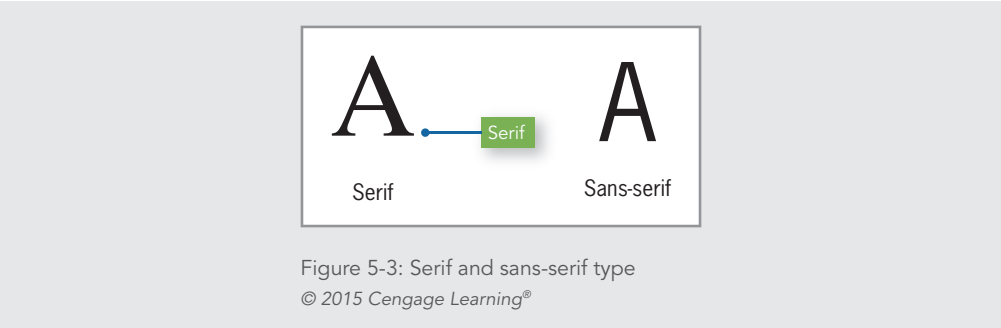 A A
Serif
Serif Sans-serif
Figure 5-3: Serif and sans-serif type
© 2015 Cengage Learning®